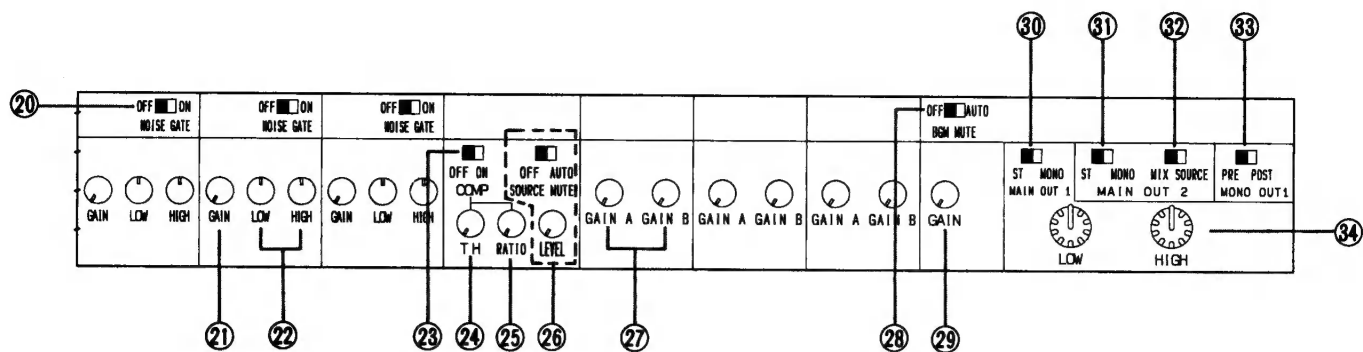 ㉚ ㉛ ㉜ ㉝
⑳ OFF ON OFF ON OFF ON ㉘ OFF AUTO
NOISE GATE NOISE GATE NOISE GATE BGM MUTE
OFF ON OFF AUTO ST MONO ST MONO MIX SOURCE PRE POST
COMP SOURCE MUTE MAIN OUT 1 MAIN OUT 2 MONO OUT1
GAIN LOW HIGH GAIN LOW HIGH GAIN LOW HIGH GAIN A GAIN B GAIN A GAIN B GAIN A GAIN B GAIN
TH RATIO LEVEL LOW HIGH ㉞
㉑ ㉒ ㉓ ㉔ ㉕ ㉖ ㉗ ㉙